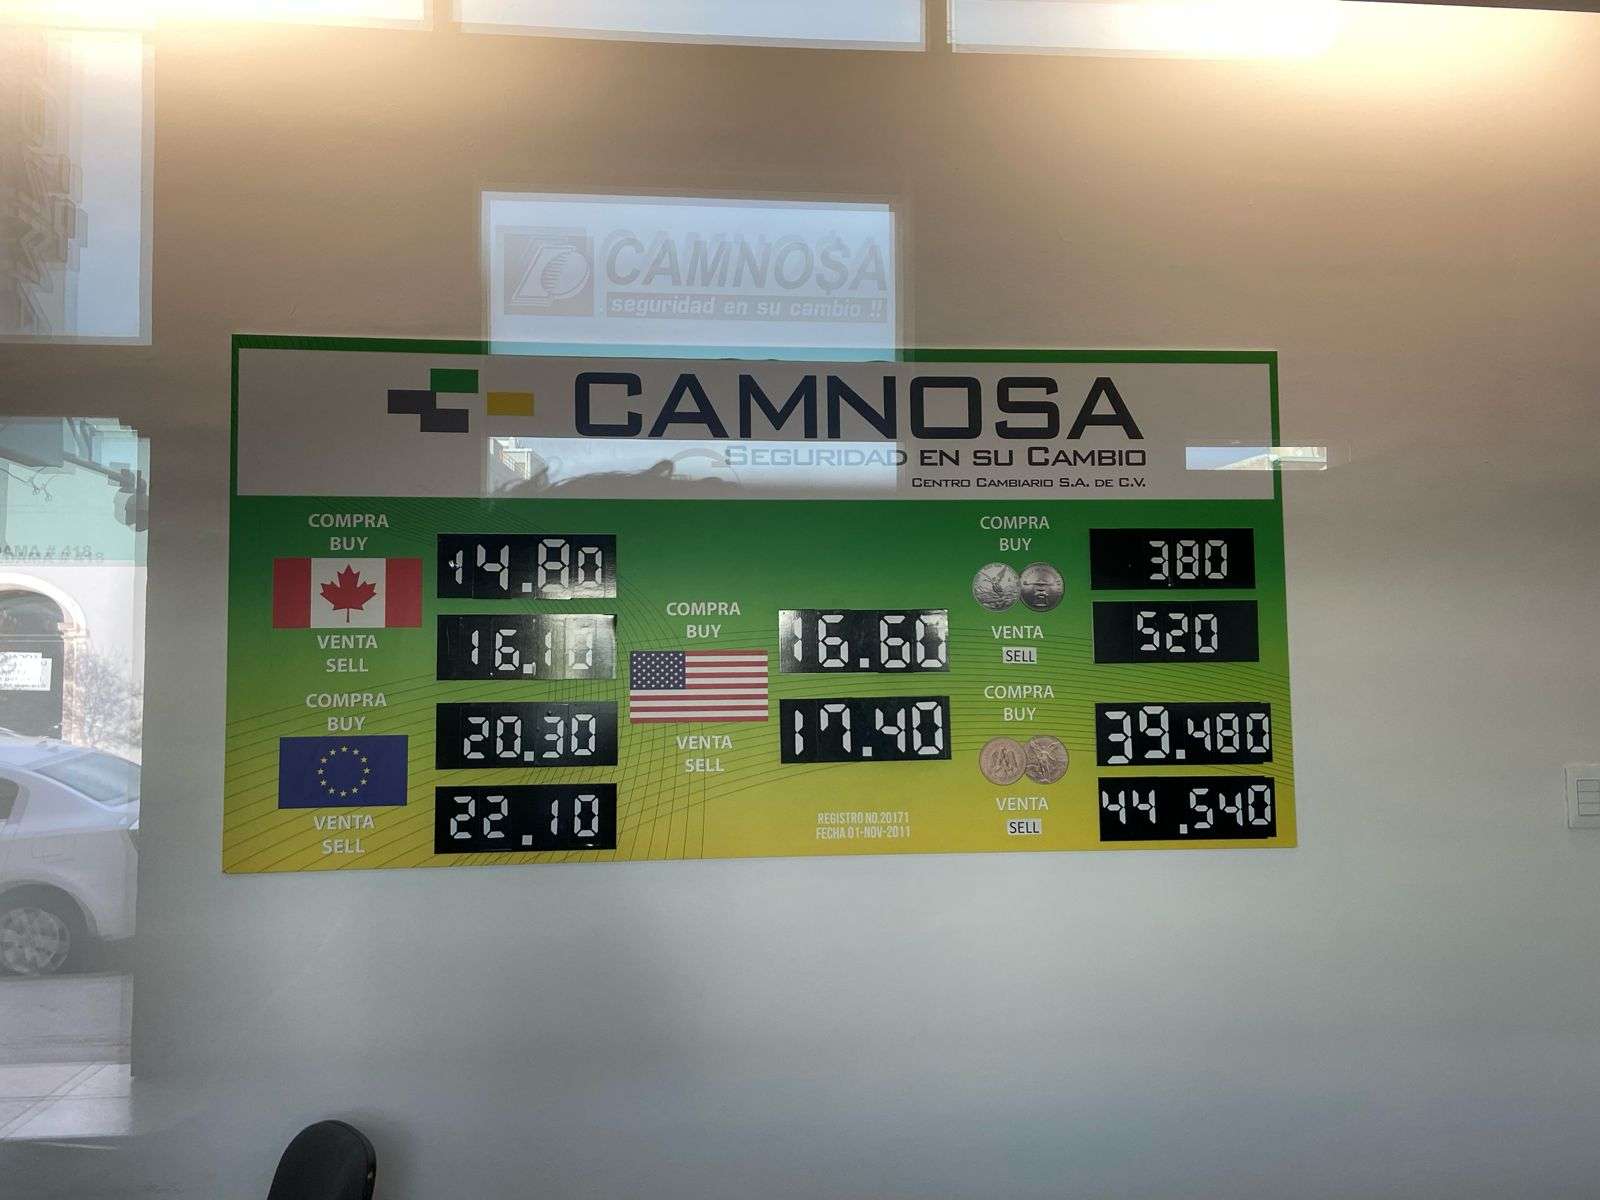 CAMNO$A
seguridad en su cambio !!
CAMNOSA
SEGURIDAD EN SU CAMBIO
CENTRO CAMBIARIO S.A. DE C.V.
COMPRA
BUY
14.80
VENTA
SELL
16.10
COMPRA
BUY
20.30
VENTA
SELL
22.10
COMPRA
BUY
16.60
VENTA
SELL
17.40
REGISTRO NO.20171
FECHA 01-NOV-2011
COMPRA
BUY
380
VENTA
SELL
520
COMPRA
BUY
39.480
VENTA
SELL
44.540
AMA # 418